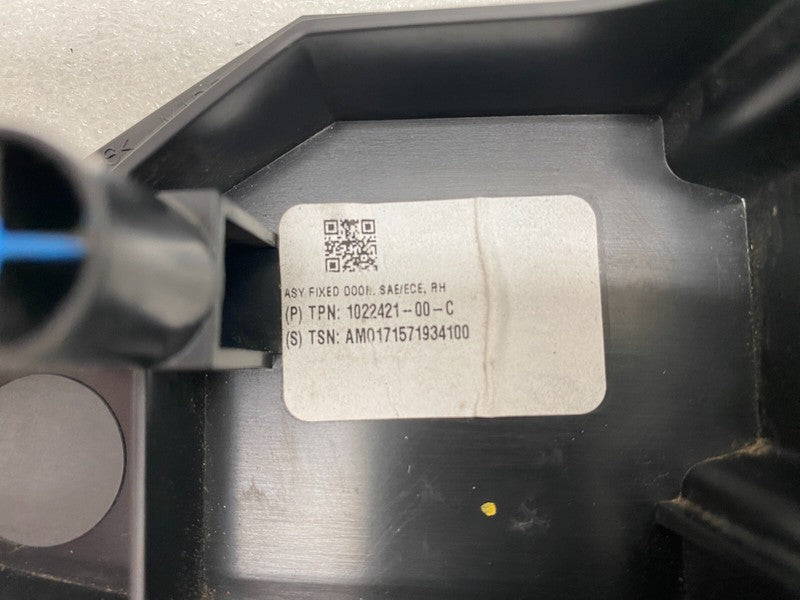 ASY FIXED DOOR, SAE/ECE, RH
(P) TPN: 1022421-00-C
(S) TSN: AM0171571934100